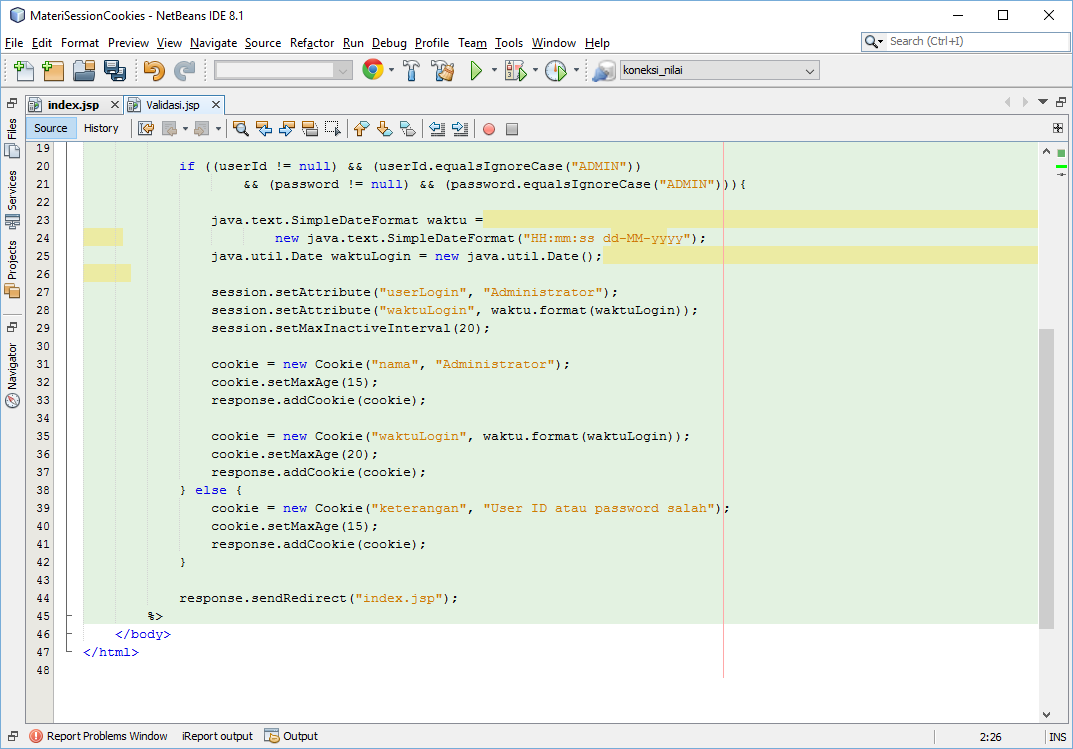 MateriSessionCookies - NetBeans IDE 8.1
File Edit Format Preview View Navigate Source Refactor Run Debug Profile Team Tools Window Help
Search (Ctrl+I)
koneksi_nilai
index.jsp Validasi.jsp
Source History
Files
Services
Projects
Navigator
19
20 if ((userId != null) && (userId.equalsIgnoreCase("ADMIN"))
21 && (password != null) && (password.equalsIgnoreCase("ADMIN"))){
22
23 java.text.SimpleDateFormat waktu =
24 new java.text.SimpleDateFormat("HH:mm:ss dd-MM-yyyy");
25 java.util.Date waktuLogin = new java.util.Date();
26
27 session.setAttribute("userLogin", "Administrator");
28 session.setAttribute("waktuLogin", waktu.format(waktuLogin));
29 session.setMaxInactiveInterval(20);
30
31 cookie = new Cookie("nama", "Administrator");
32 cookie.setMaxAge(15);
33 response.addCookie(cookie);
34
35 cookie = new Cookie("waktuLogin", waktu.format(waktuLogin));
36 cookie.setMaxAge(20);
37 response.addCookie(cookie);
38 } else {
39 cookie = new Cookie("keterangan", "User ID atau password salah");
40 cookie.setMaxAge(15);
41 response.addCookie(cookie);
42 }
43
44 response.sendRedirect("index.jsp");
45 %>
46 </body>
47 </html>
48
Report Problems Window iReport output Output 2:26 INS